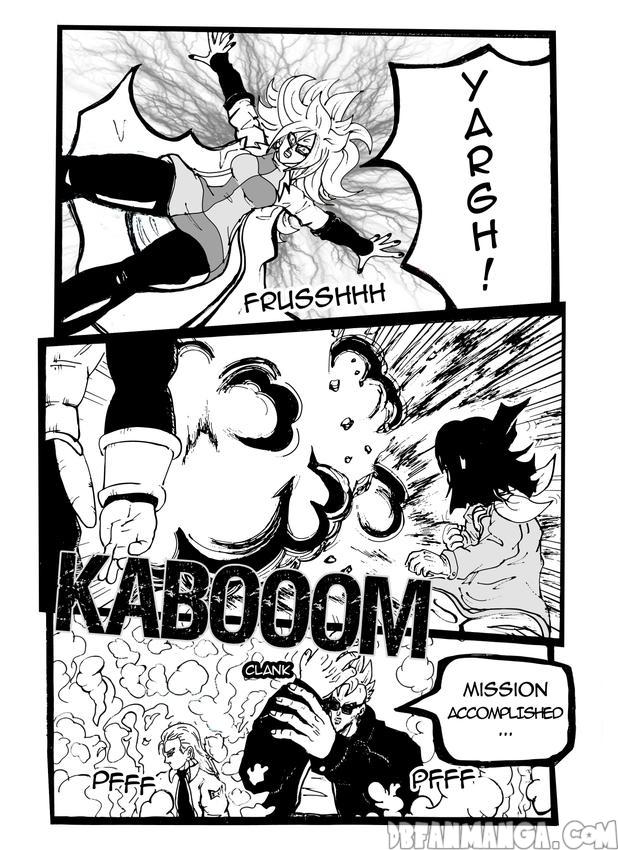 YARGH!
FRUSSHHH
KABOOOM
CLANK
MISSION
ACCOMPLISHED
...
PFFF
PFFF
DBFANMANGA.COM